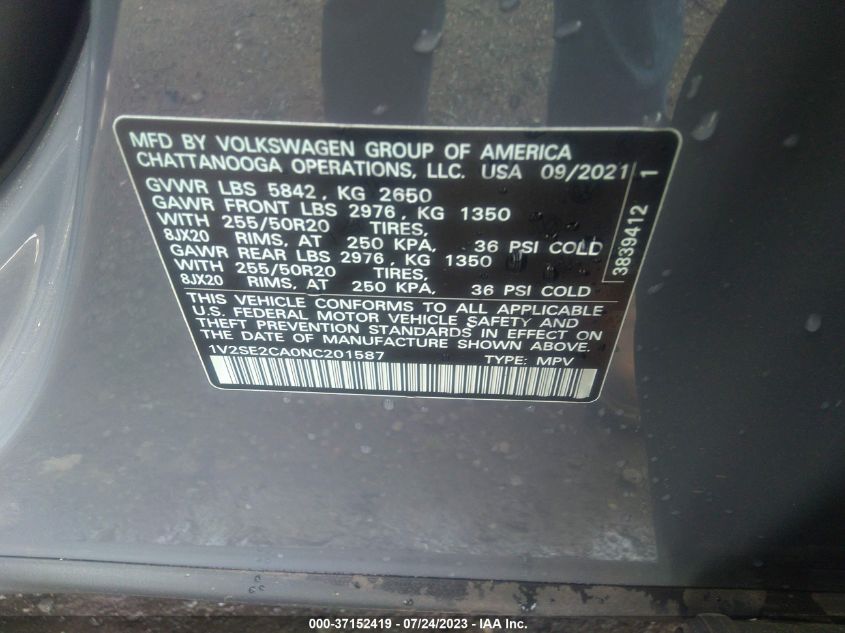 MFD BY VOLKSWAGEN GROUP OF AMERICA
CHATTANOOGA OPERATIONS, LLC. USA 09/2021
GVWR LBS 5842, KG 2650
GAWR FRONT LBS 2976, KG 1350
WITH 255/50R20 TIRES,
8JX20 RIMS, AT 250 KPA, 36 PSI COLD
GAWR REAR LBS 2976, KG 1350
WITH 255/50R20 TIRES,
8JX20 RIMS, AT 250 KPA, 36 PSI COLD
THIS VEHICLE CONFORMS TO ALL APPLICABLE
U.S. FEDERAL MOTOR VEHICLE SAFETY AND
THEFT PREVENTION STANDARDS IN EFFECT ON
THE DATE OF MANUFACTURE SHOWN ABOVE.
1V2SE2CA0NC201587 TYPE: MPV
3839412 1
000-37152419 - 07/24/2023 - IAA Inc.